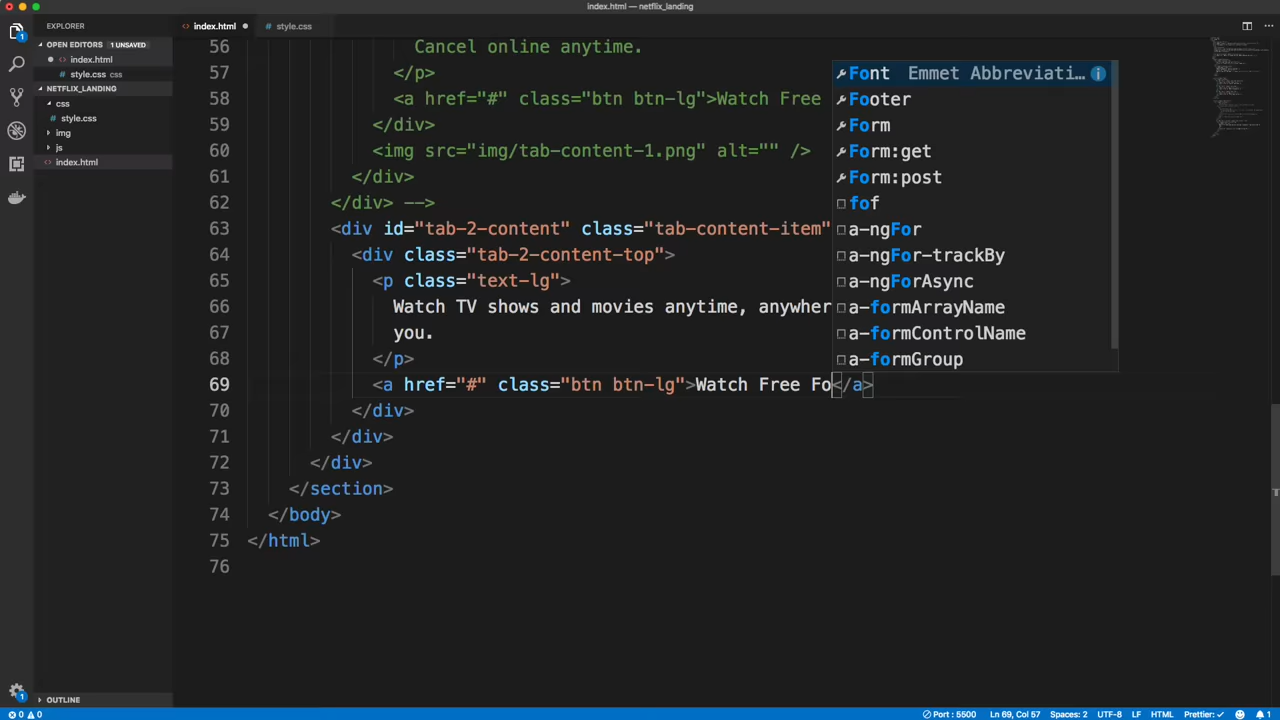 index.html — netflix_landing
EXPLORER
index.html
style.css
OPEN EDITORS 1 UNSAVED
index.html
style.css css
NETFLIX_LANDING
css
style.css
img
js
index.html
OUTLINE
56 Cancel online anytime.
57 </p>
58 <a href="#" class="btn btn-lg">Watch Free
59 </div>
60 <img src="img/tab-content-1.png" alt="" />
61 </div>
62 </div> -->
63 <div id="tab-2-content" class="tab-content-item"
64 <div class="tab-2-content-top">
65 <p class="text-lg">
66 Watch TV shows and movies anytime, anywher
67 you.
68 </p>
69 <a href="#" class="btn btn-lg">Watch Free Fo</a>
70 </div>
71 </div>
72 </div>
73 </section>
74 </body>
75 </html>
76
Font Emmet Abbreviati…
Footer
Form
Form:get
Form:post
fof
a-ngFor
a-ngFor-trackBy
a-ngForAsync
a-formArrayName
a-formControlName
a-formGroup
0 0 Port : 5500 Ln 69, Col 57 Spaces: 2 UTF-8 LF HTML Prettier: ✓ 1